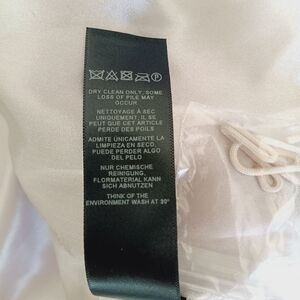 DRY CLEAN ONLY, SOME
LOSS OF PILE MAY
OCCUR
NETTOYAGE À SEC
UNIQUEMENT, IL SE
PEUT QUE CET ARTICLE
PERDE DES POILS
ADMITE ÚNICAMENTE LA
LIMPIEZA EN SECO.
PUEDE PERDER ALGO
DEL PELO
NUR CHEMISCHE
REINIGUNG.
FLORMATERIAL KANN
SICH ABNUTZEN
THINK OF THE
ENVIRONMENT WASH AT 30°